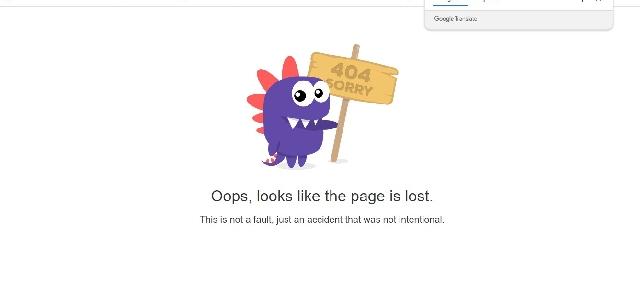 Google Translate
404
SORRY
Oops, looks like the page is lost.
This is not a fault, just an accident that was not intentional.